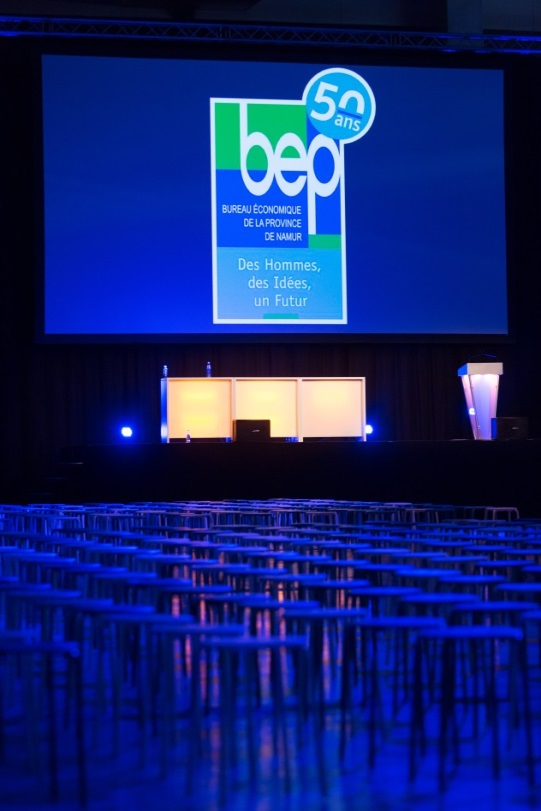 50
ans
bep
BUREAU ÉCONOMIQUE
DE LA PROVINCE
DE NAMUR
Des Hommes,
des Idées,
un Futur